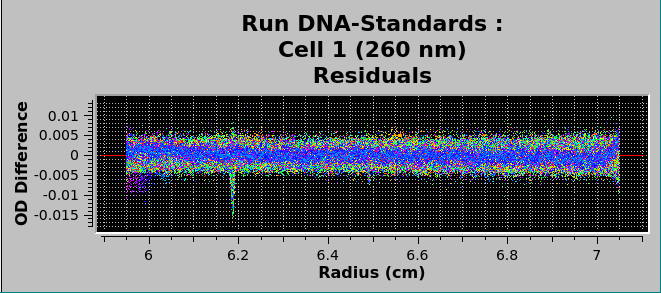 Run DNA-Standards :
Cell 1 (260 nm)
Residuals
OD Difference
0.01
0.005
0
-0.005
-0.01
-0.015
6 6.2 6.4 6.6 6.8 7
Radius (cm)